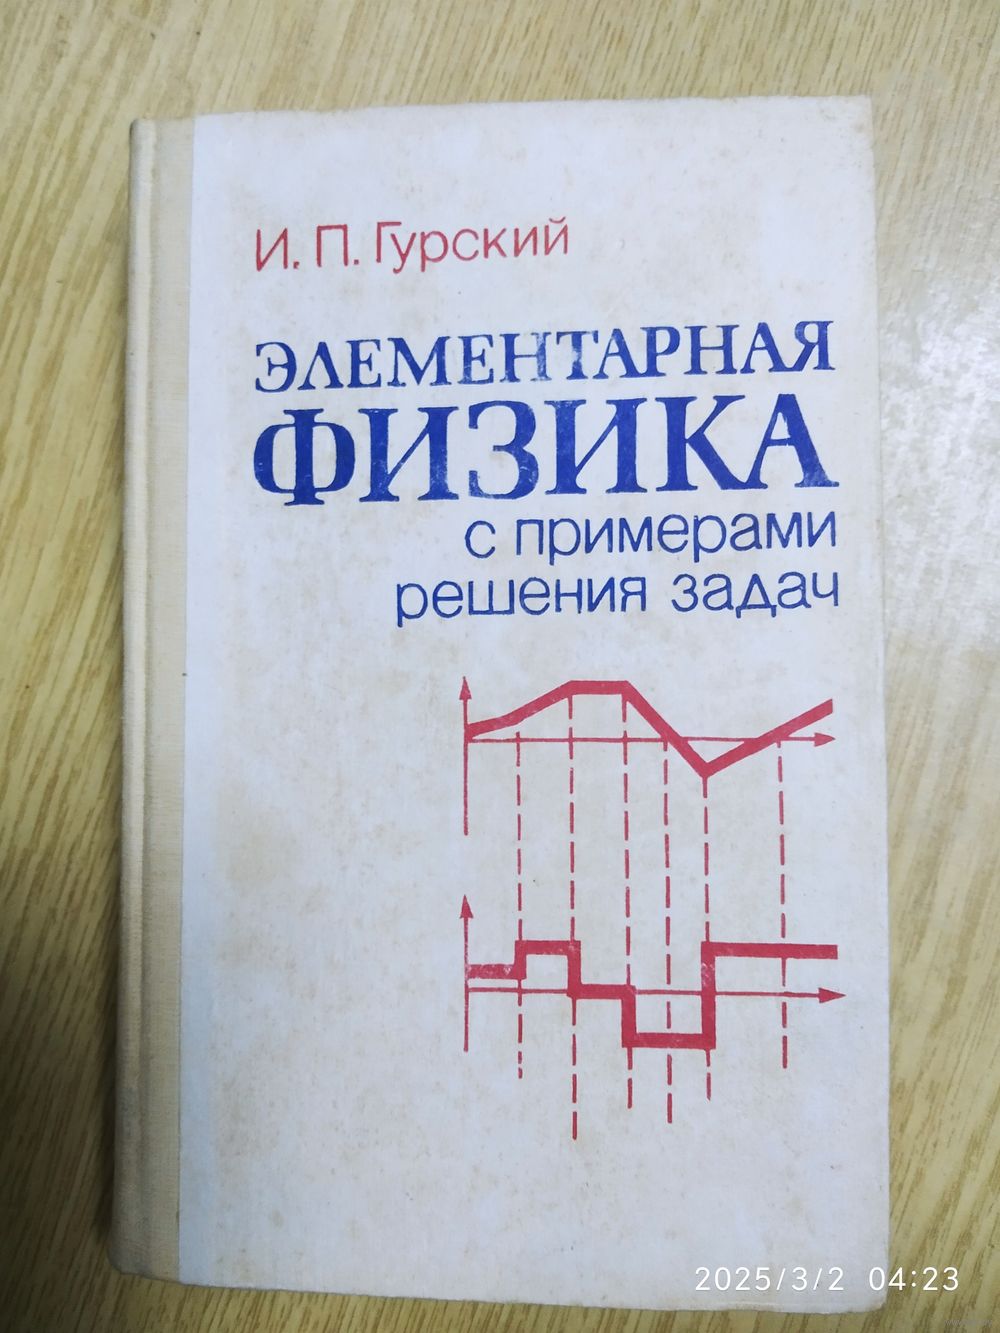 И. П. Гурский
ЭЛЕМЕНТАРНАЯ
ФИЗИКА
с примерами
решения задач
2025/3/2 04:23